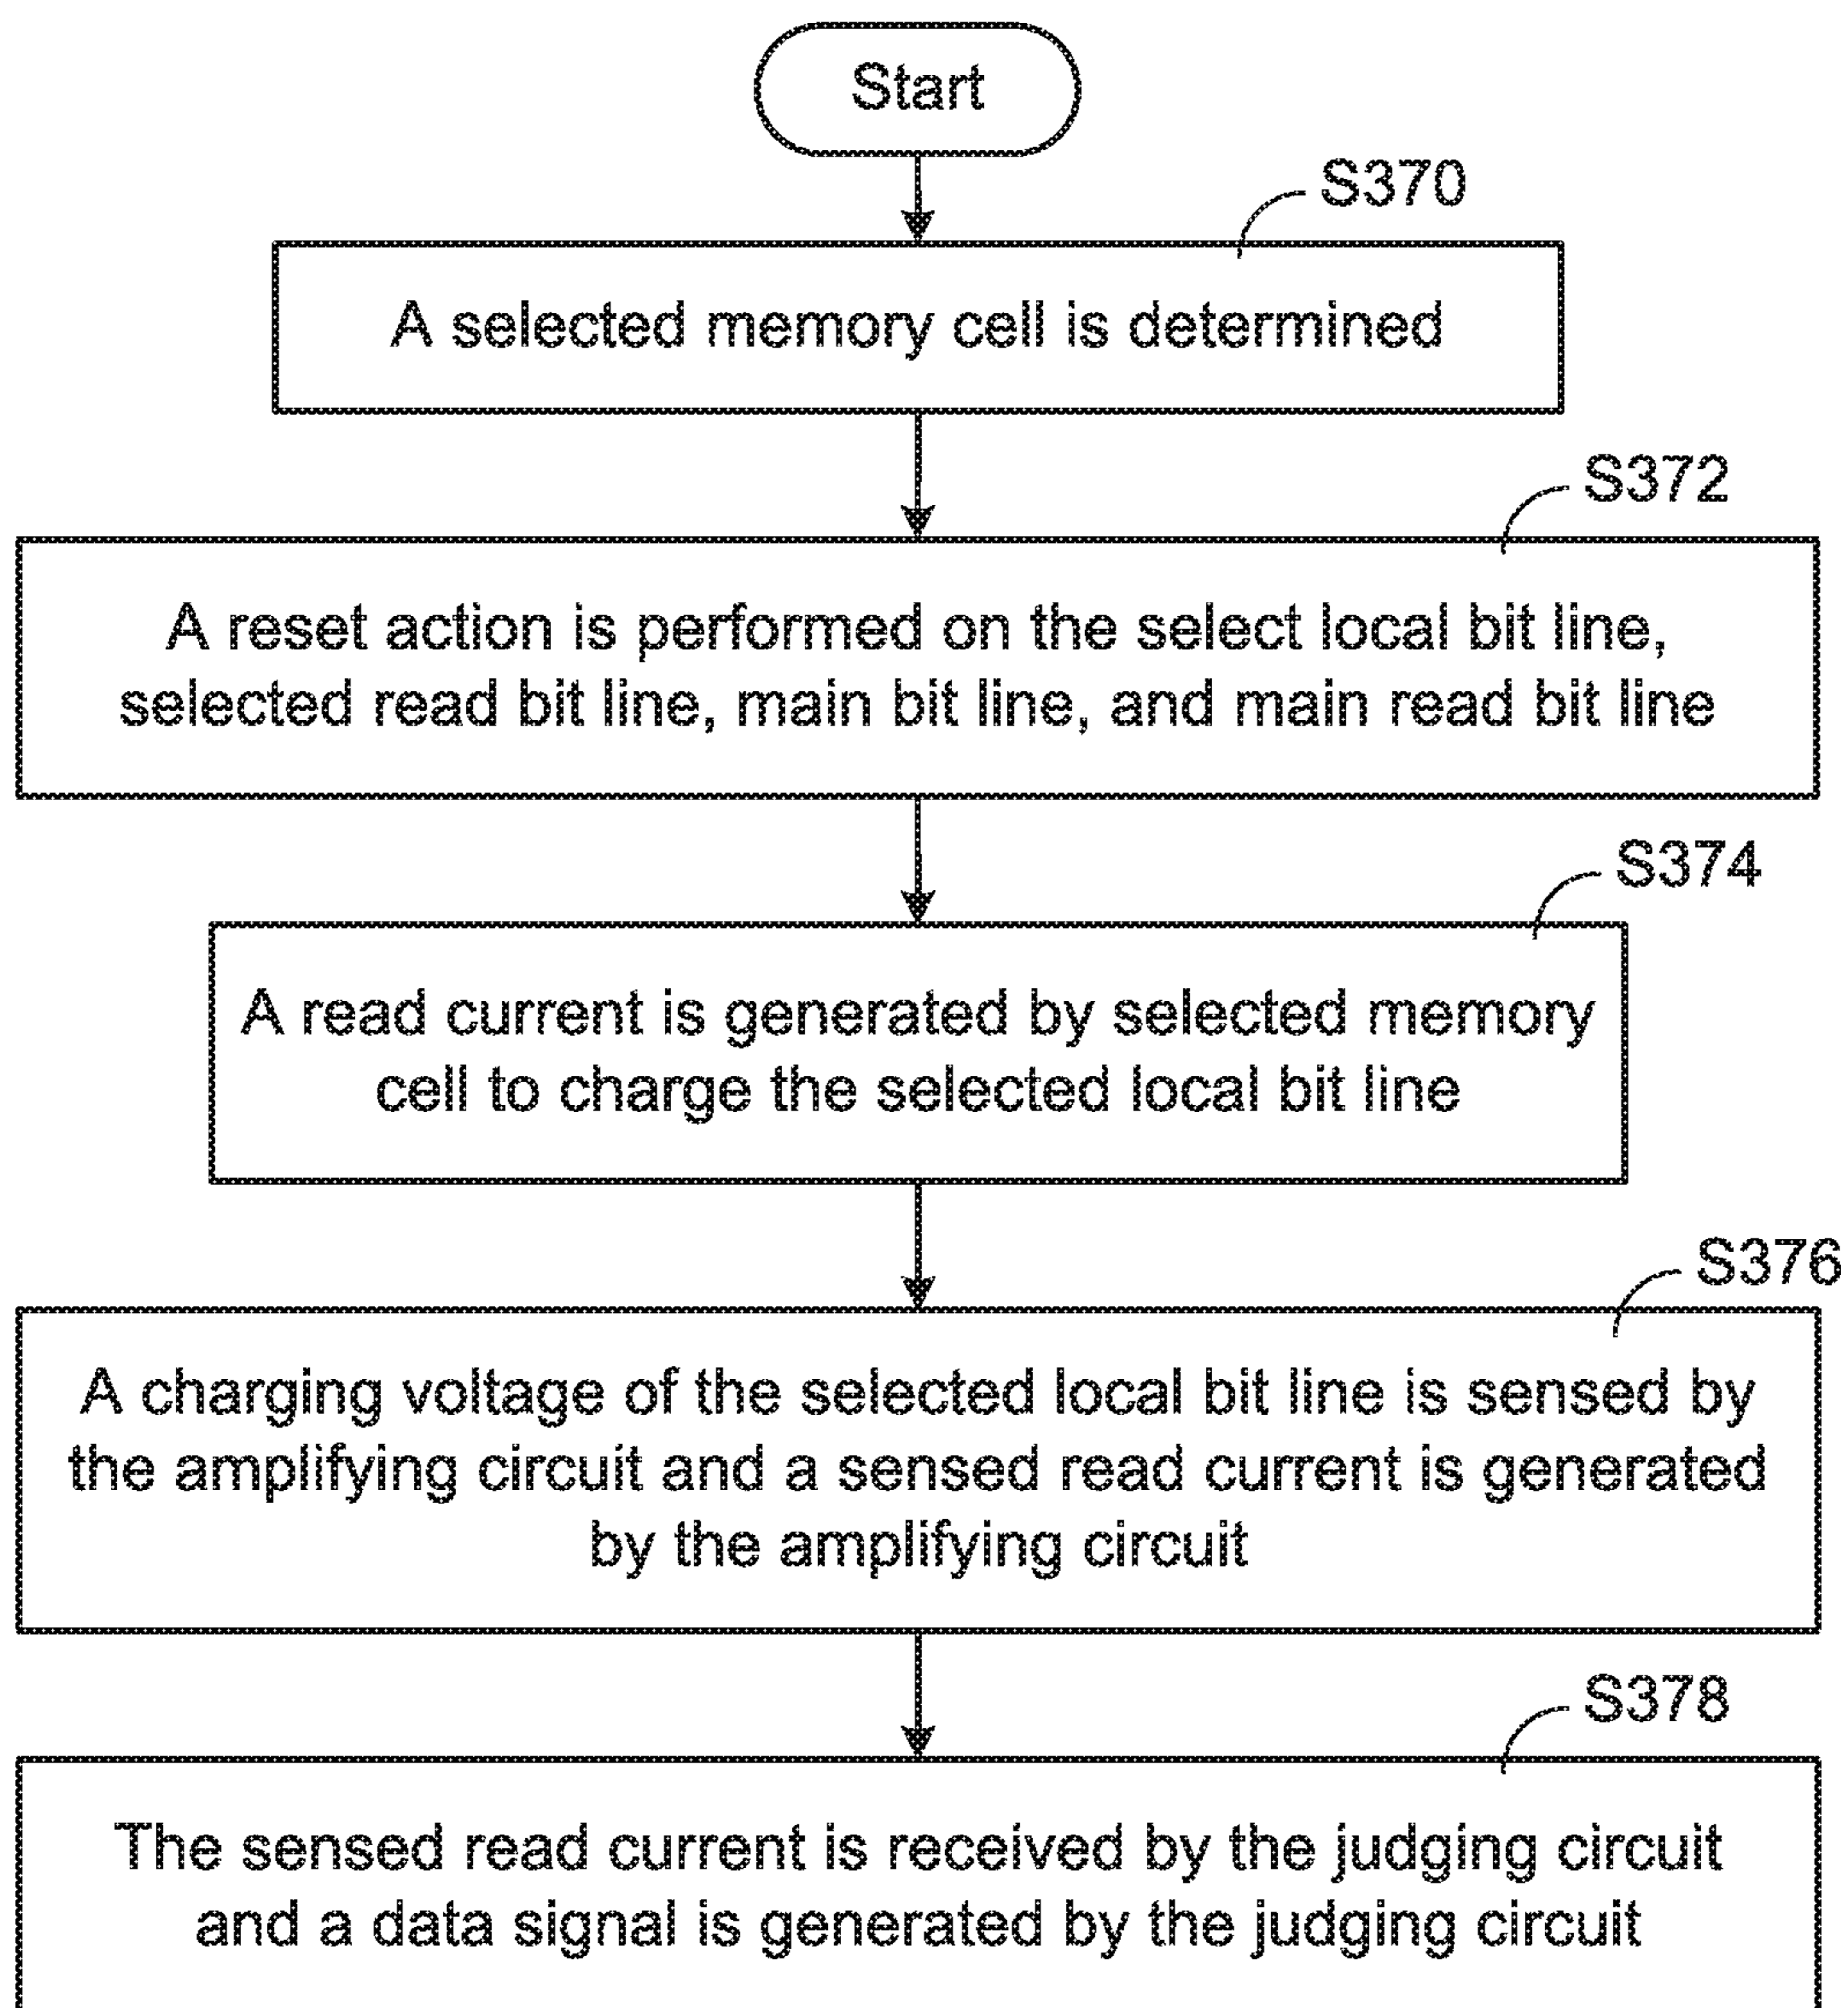 Start
S370
A selected memory cell is determined
S372
A reset action is performed on the select local bit line,
selected read bit line, main bit line, and main read bit line
S374
A read current is generated by selected memory
cell to charge the selected local bit line
S376
A charging voltage of the selected local bit line is sensed by
the amplifying circuit and a sensed read current is generated
by the amplifying circuit
S378
The sensed read current is received by the judging circuit
and a data signal is generated by the judging circuit